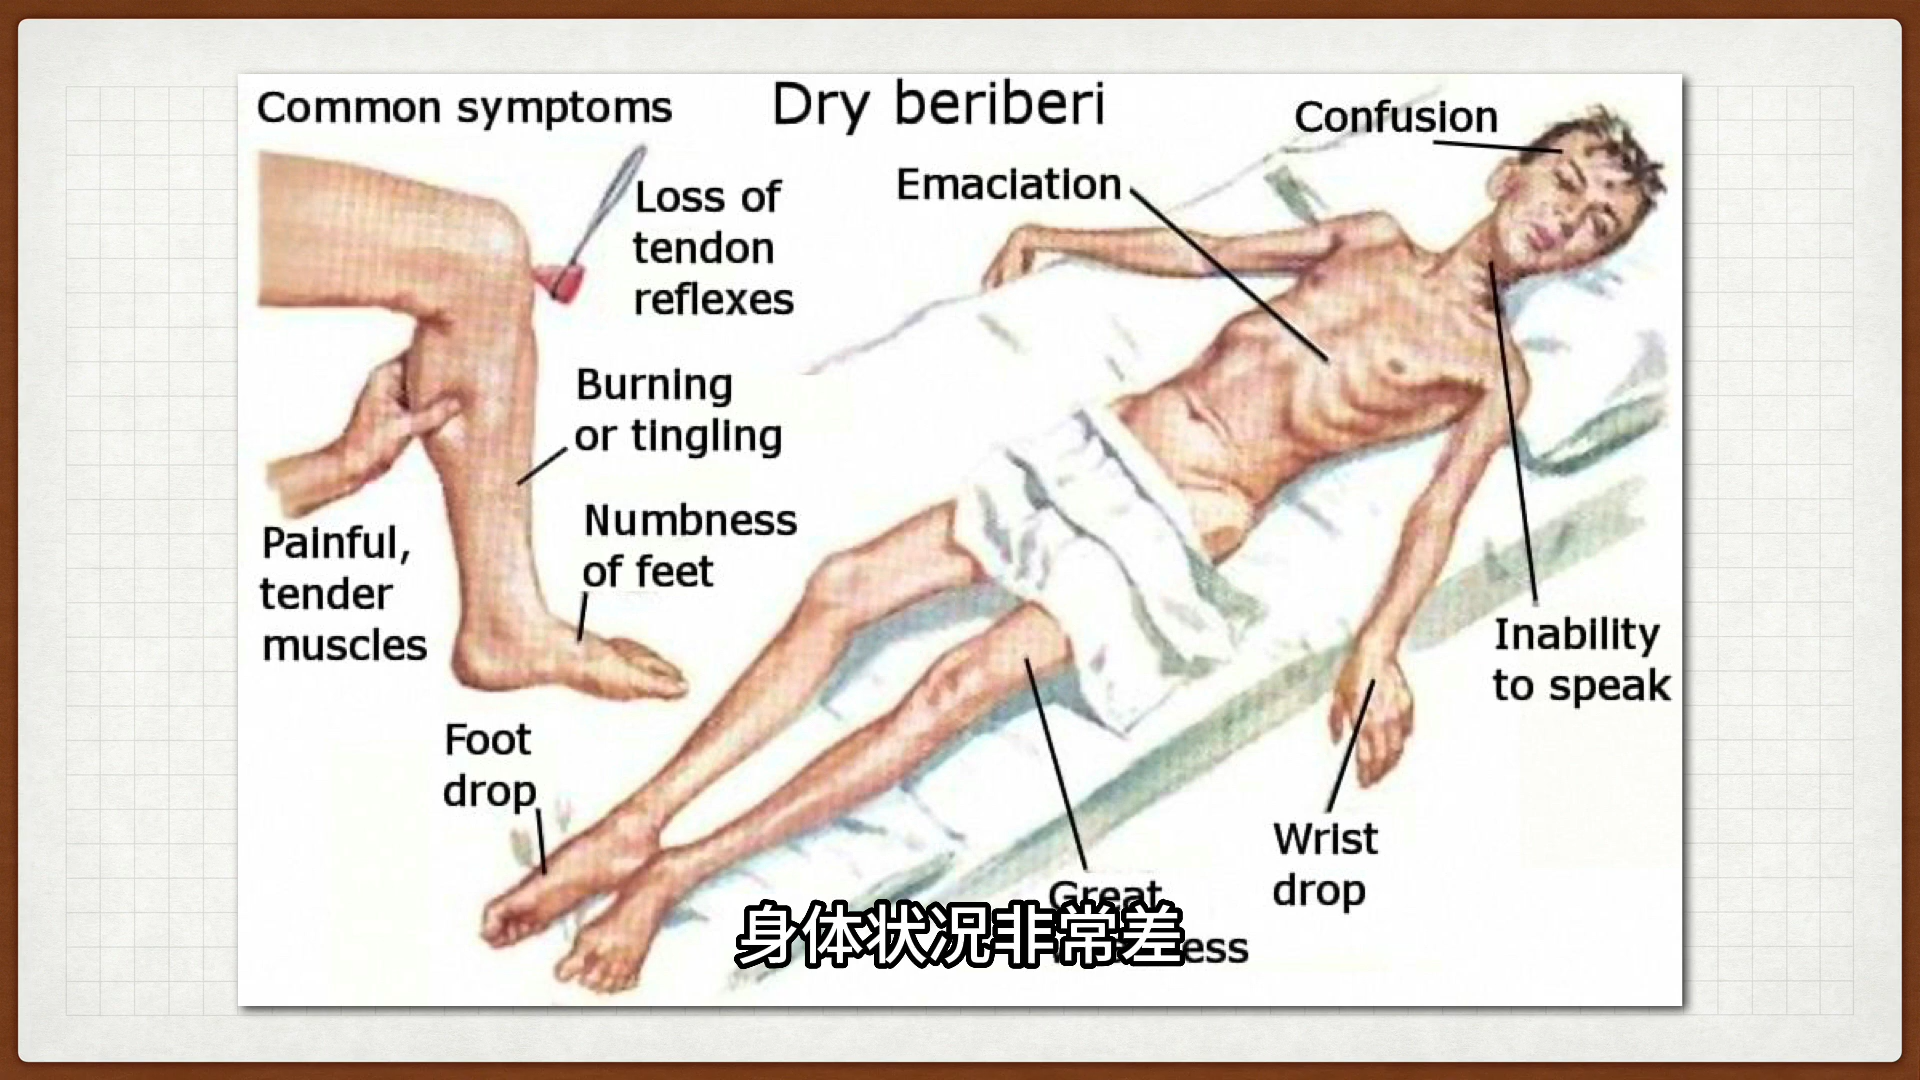 Common symptoms
Dry beriberi
Confusion
Emaciation
Loss of
tendon
reflexes
Burning
or tingling
Numbness
of feet
Painful,
tender
muscles
Foot
drop
Inability
to speak
Wrist
drop
Great
身体状况非常差